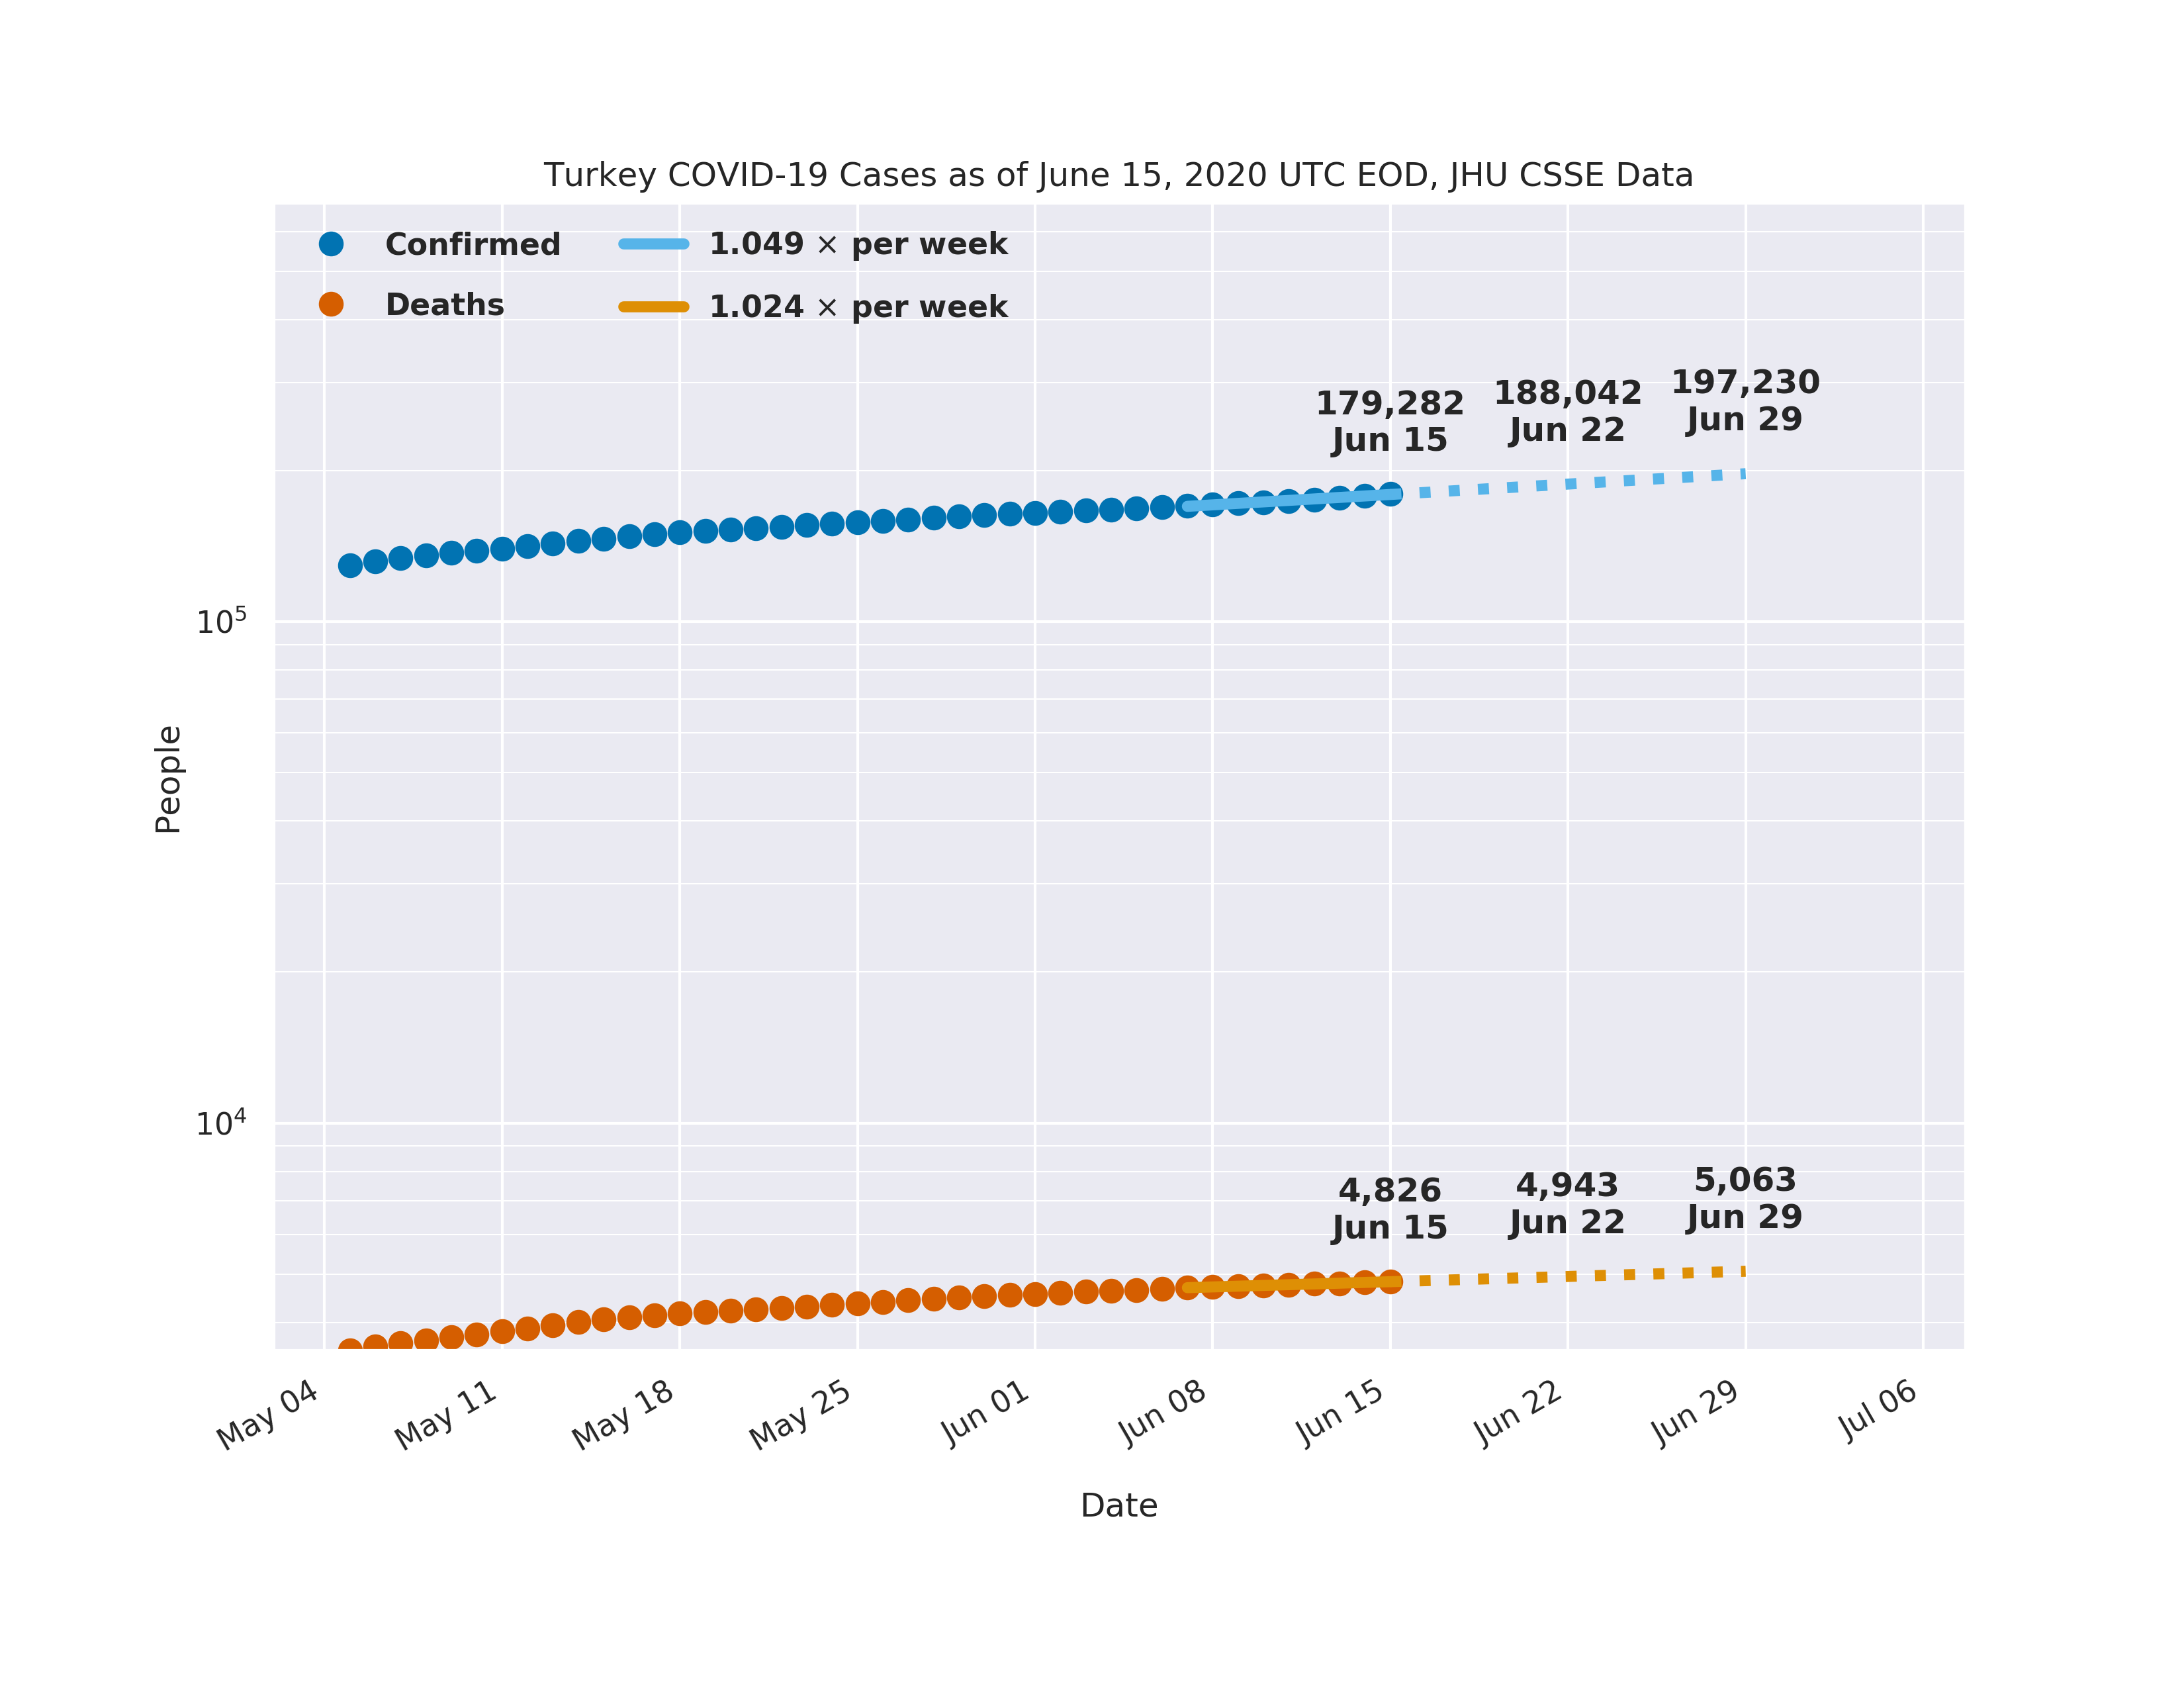 Turkey COVID-19 Cases as of June 15, 2020 UTC EOD, JHU CSSE Data
Confirmed
Deaths
1.049 × per week
1.024 × per week
179,282
Jun 15
188,042
Jun 22
197,230
Jun 29
10⁵
People
10⁴
4,826
Jun 15
4,943
Jun 22
5,063
Jun 29
May 04
May 11
May 18
May 25
Jun 01
Jun 08
Jun 15
Jun 22
Jun 29
Jul 06
Date